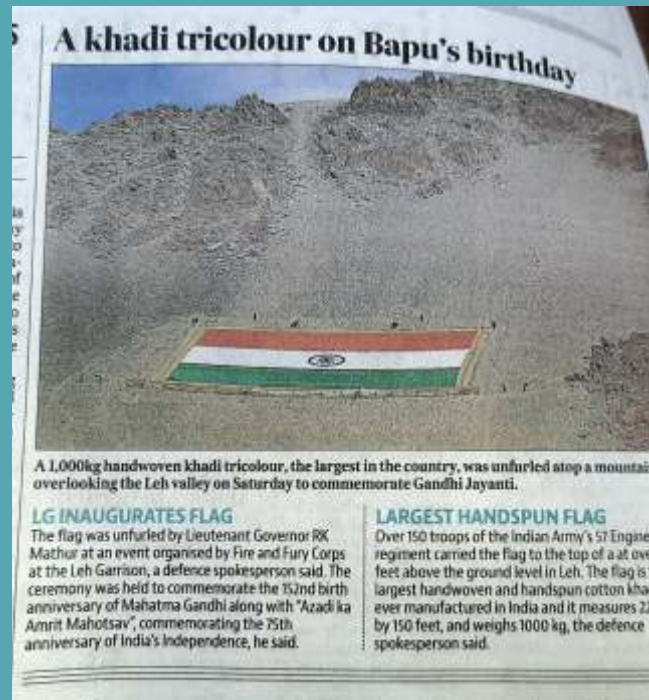 A khadi tricolour on Bapu's birthday
A 1,000kg handwoven khadi tricolour, the largest in the country, was unfurled atop a
overlooking the Leh valley on Saturday to commemorate Gandhi Jayanti.
LG INAUGURATES FLAG
The flag was unfurled by Lieutenant Governor RK
Mathur at an event organised by Fire and Fury Corps
at the Leh Garrison, a defence spokesperson said. The
ceremony was held to commemorate the 152nd birth
anniversary of Mahatma Gandhi along with "Azadi ka
Amrit Mahotsav", commemorating the 75th
anniversary of India's Independence, he said.
LARGEST HANDSPUN FLAG
Over 150 troops of the Indian Army's 57
regiment carried the flag to the top of a at
feet above the ground level in Leh. The flag is
largest handwoven and handspun cotton
ever manufactured in India and it measures
by 150 feet, and weighs 1000 kg, the defence
spokesperson said.